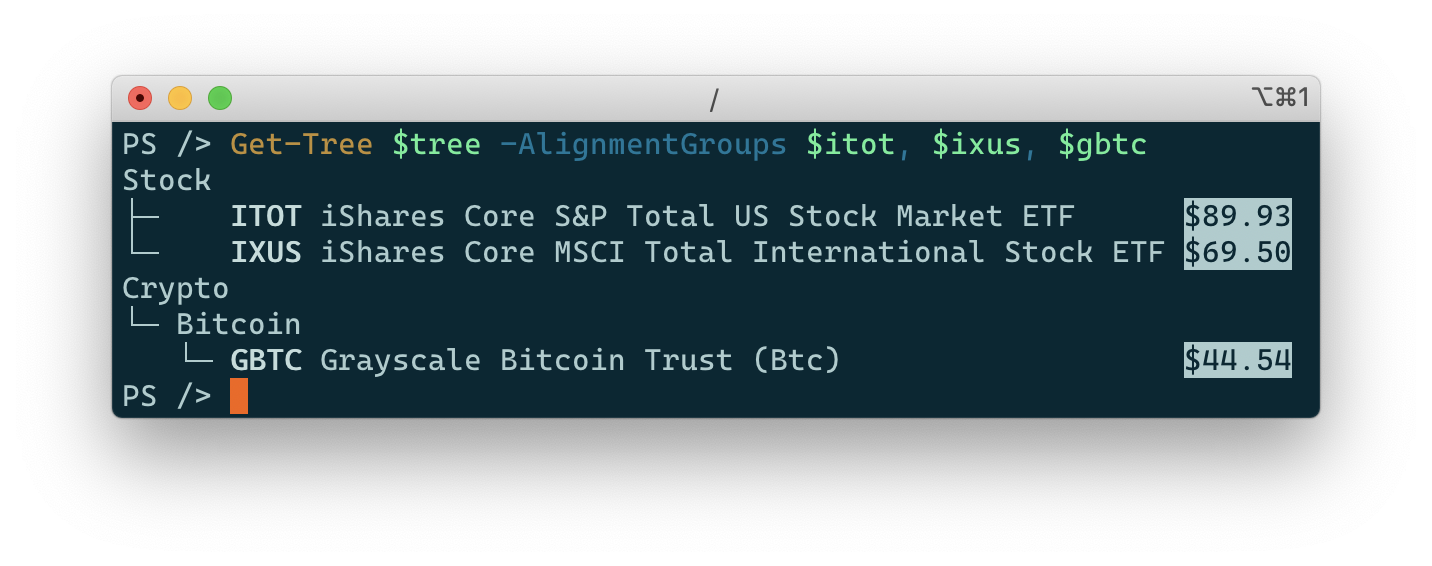 / ⌥⌘1
PS /> Get-Tree $tree -AlignmentGroups $itot, $ixus, $gbtc
Stock
├─    ITOT iShares Core S&P Total US Stock Market ETF      $89.93
└─    IXUS iShares Core MSCI Total International Stock ETF $69.50
Crypto
└─ Bitcoin
   └─ GBTC Grayscale Bitcoin Trust (Btc)                   $44.54
PS />